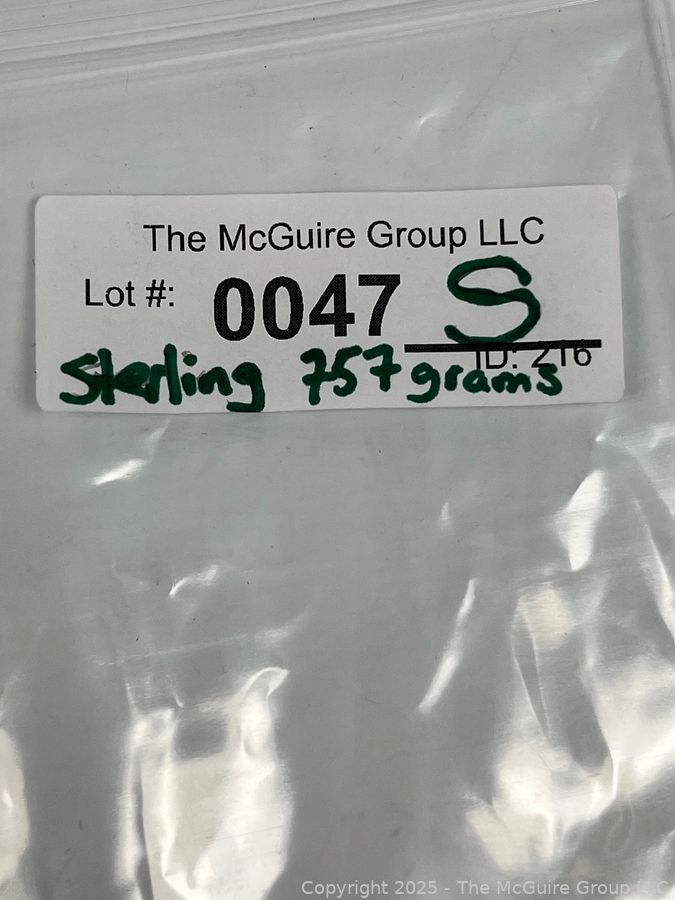 The McGuire Group LLC
Lot #: 0047 S
ID: 216
Sterling 757 grams
Copyright 2025 - The McGuire Group LLC